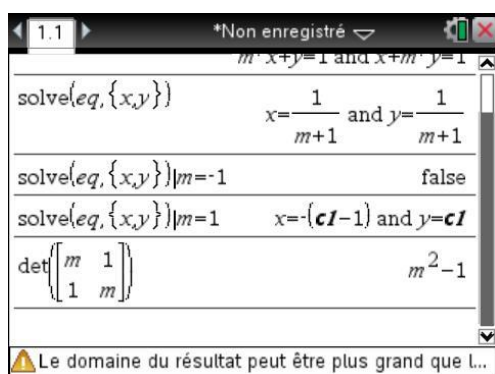 1.1 *Non enregistré
m·x+y=1 and x+m·y=1
solve(eq,{x,y}) x=1/(m+1) and y=1/(m+1)
solve(eq,{x,y})|m=-1 false
solve(eq,{x,y})|m=1 x=-(c1-1) and y=c1
det([m 1
1 m]) m²-1
Le domaine du résultat peut être plus grand que l...